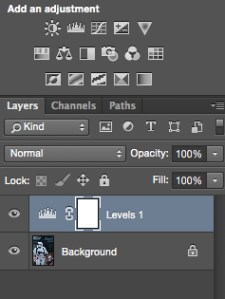 Add an adjustment
Layers Channels Paths
Kind
Normal Opacity: 100%
Lock: Fill: 100%
Levels 1
Background